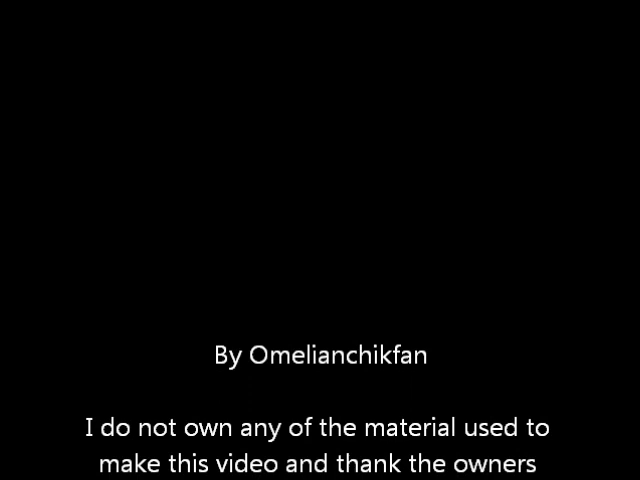 By Omelianchikfan
I do not own any of the material used to
make this video and thank the owners